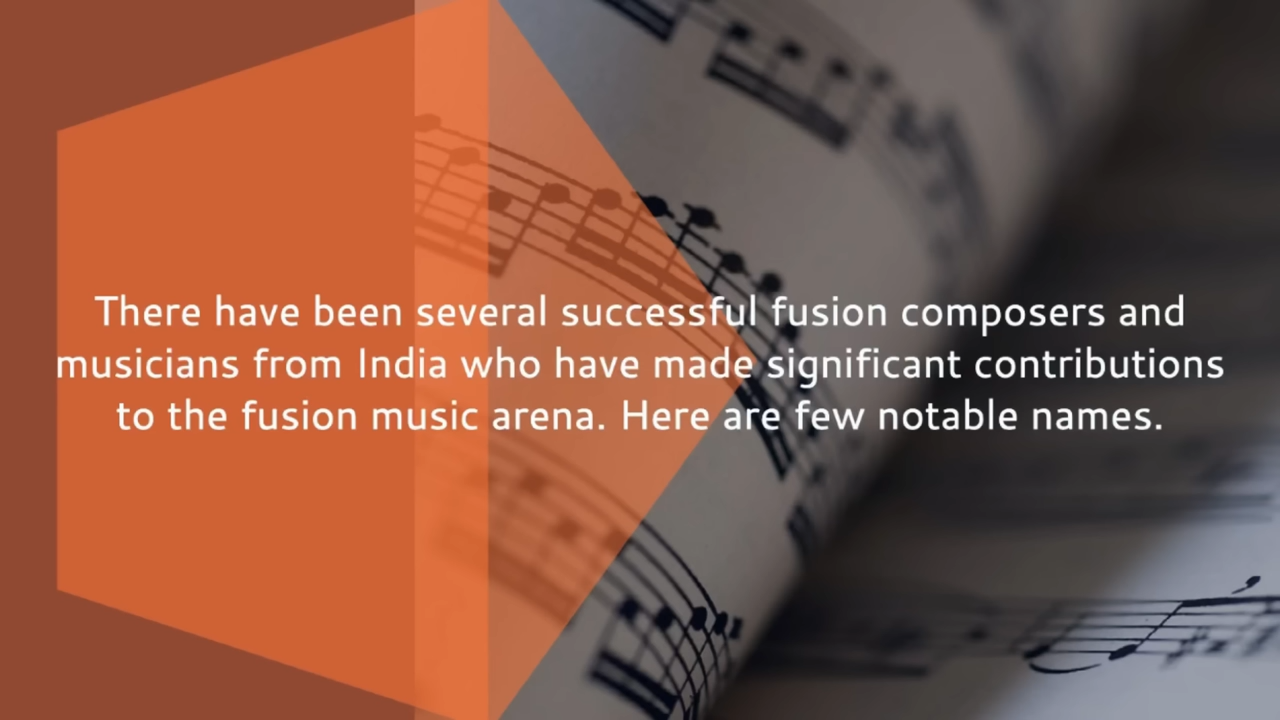 There have been several successful fusion composers and
musicians from India who have made significant contributions
to the fusion music arena. Here are few notable names.